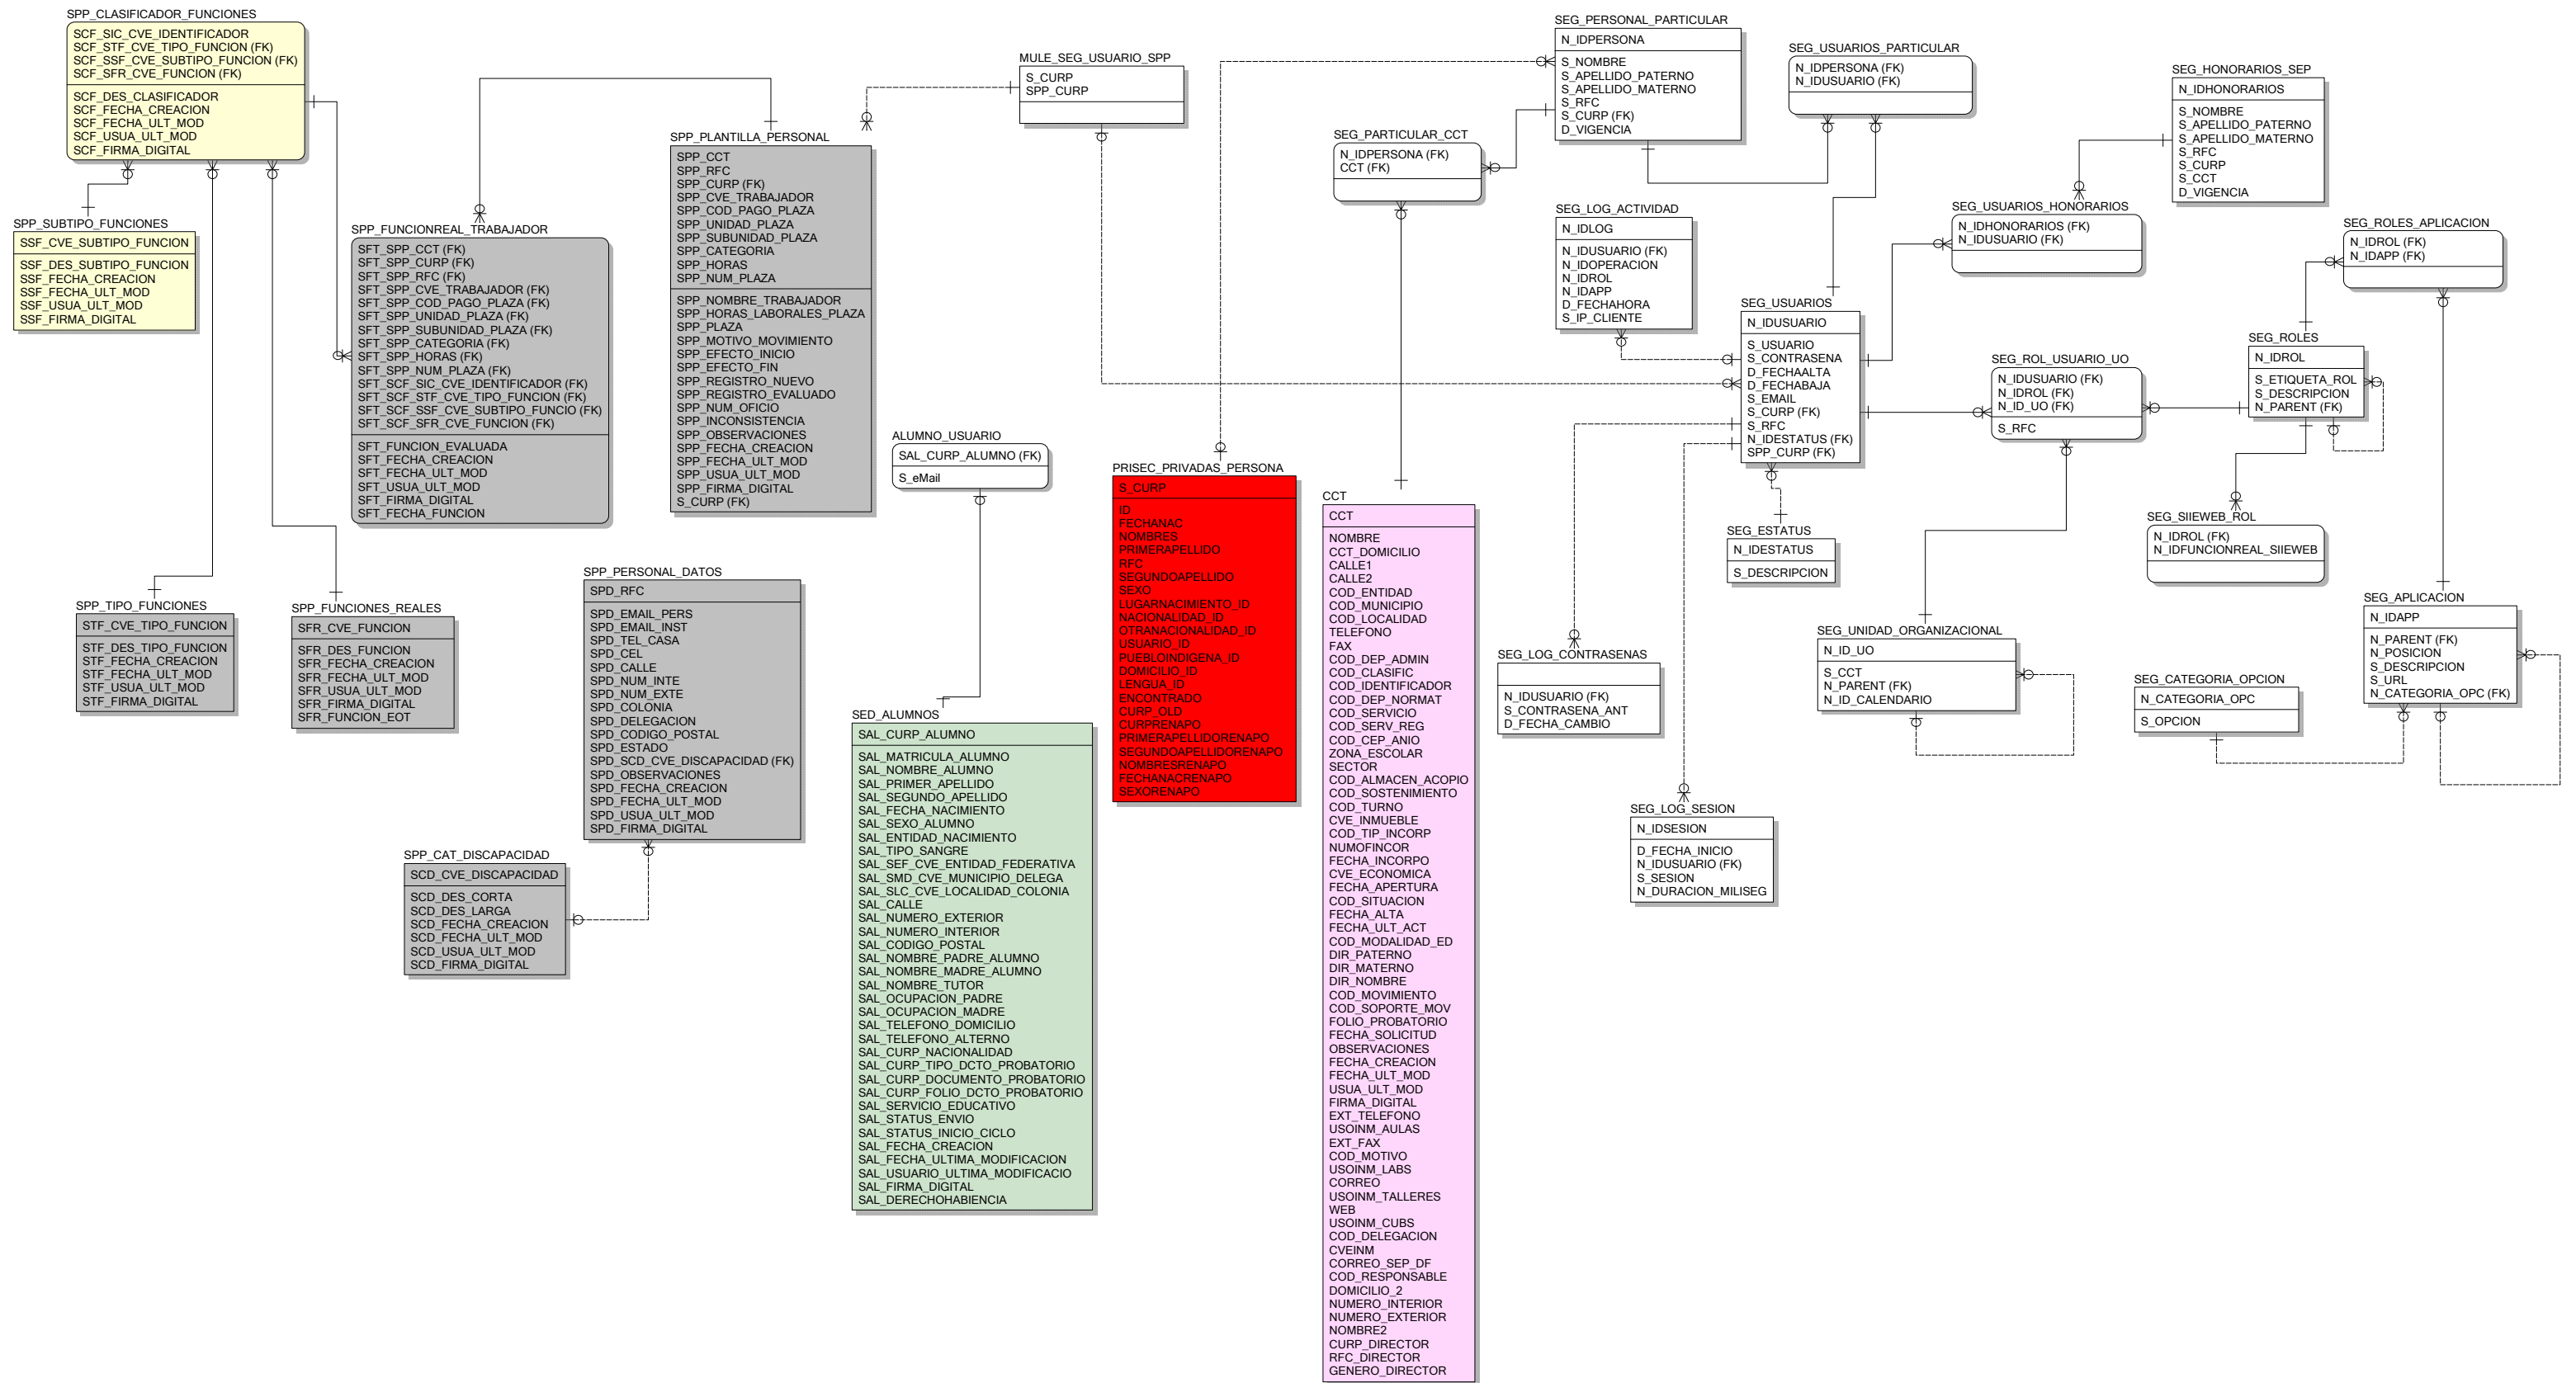 SPP_CLASIFICADOR_FUNCIONES
SCF_SIC_CVE_IDENTIFICADOR
SCF_STF_CVE_TIPO_FUNCION (FK)
SCF_SSF_CVE_SUBTIPO_FUNCION (FK)
SCF_SFR_CVE_FUNCION (FK)
SCF_DES_CLASIFICADOR
SCF_FECHA_CREACION
SCF_FECHA_ULT_MOD
SCF_USUA_ULT_MOD
SCF_FIRMA_DIGITAL
SPP_SUBTIPO_FUNCIONES
SSF_CVE_SUBTIPO_FUNCION
SSF_DES_SUBTIPO_FUNCION
SSF_FECHA_CREACION
SSF_FECHA_ULT_MOD
SSF_USUA_ULT_MOD
SSF_FIRMA_DIGITAL
SPP_TIPO_FUNCIONES
STF_CVE_TIPO_FUNCION
STF_DES_TIPO_FUNCION
STF_FECHA_CREACION
STF_FECHA_ULT_MOD
STF_USUA_ULT_MOD
STF_FIRMA_DIGITAL
SPP_FUNCIONES_REALES
SFR_CVE_FUNCION
SFR_DES_FUNCION
SFR_FECHA_CREACION
SFR_FECHA_ULT_MOD
SFR_USUA_ULT_MOD
SFR_FIRMA_DIGITAL
SFR_FUNCION_EOT
SPP_FUNCIONREAL_TRABAJADOR
SFT_SPP_CCT (FK)
SFT_SPP_CURP (FK)
SFT_SPP_RFC (FK)
SFT_SPP_CVE_TRABAJADOR (FK)
SFT_SPP_COD_PAGO_PLAZA (FK)
SFT_SPP_UNIDAD_PLAZA (FK)
SFT_SPP_SUBUNIDAD_PLAZA (FK)
SFT_SPP_CATEGORIA (FK)
SFT_SPP_HORAS (FK)
SFT_SPP_NUM_PLAZA (FK)
SFT_SCF_SIC_CVE_IDENTIFICADOR (FK)
SFT_SCF_STF_CVE_TIPO_FUNCION (FK)
SFT_SCF_SSF_CVE_SUBTIPO_FUNCIO (FK)
SFT_SCF_SFR_CVE_FUNCION (FK)
SFT_FUNCION_EVALUADA
SFT_FECHA_CREACION
SFT_FECHA_ULT_MOD
SFT_USUA_ULT_MOD
SFT_FIRMA_DIGITAL
SFT_FECHA_FUNCION
SPP_PLANTILLA_PERSONAL
SPP_CCT
SPP_RFC
SPP_CURP (FK)
SPP_CVE_TRABAJADOR
SPP_COD_PAGO_PLAZA
SPP_UNIDAD_PLAZA
SPP_SUBUNIDAD_PLAZA
SPP_CATEGORIA
SPP_HORAS
SPP_NUM_PLAZA
SPP_NOMBRE_TRABAJADOR
SPP_HORAS_LABORALES_PLAZA
SPP_PLAZA
SPP_MOTIVO_MOVIMIENTO
SPP_EFECTO_INICIO
SPP_EFECTO_FIN
SPP_REGISTRO_NUEVO
SPP_REGISTRO_EVALUADO
SPP_NUM_OFICIO
SPP_INCONSISTENCIA
SPP_OBSERVACIONES
SPP_FECHA_CREACION
SPP_FECHA_ULT_MOD
SPP_USUA_ULT_MOD
SPP_FIRMA_DIGITAL
S_CURP (FK)
SPP_PERSONAL_DATOS
SPD_RFC
SPD_EMAIL_PERS
SPD_EMAIL_INST
SPD_TEL_CASA
SPD_CEL
SPD_CALLE
SPD_NUM_INTE
SPD_NUM_EXTE
SPD_COLONIA
SPD_DELEGACION
SPD_CODIGO_POSTAL
SPD_ESTADO
SPD_SCD_CVE_DISCAPACIDAD (FK)
SPD_OBSERVACIONES
SPD_FECHA_CREACION
SPD_FECHA_ULT_MOD
SPD_USUA_ULT_MOD
SPD_FIRMA_DIGITAL
SPP_CAT_DISCAPACIDAD
SCD_CVE_DISCAPACIDAD
SCD_DES_CORTA
SCD_DES_LARGA
SCD_FECHA_CREACION
SCD_FECHA_ULT_MOD
SCD_USUA_ULT_MOD
SCD_FIRMA_DIGITAL
MULE_SEG_USUARIO_SPP
S_CURP
SPP_CURP
ALUMNO_USUARIO
SAL_CURP_ALUMNO (FK)
S_eMail
SED_ALUMNOS
SAL_CURP_ALUMNO
SAL_MATRICULA_ALUMNO
SAL_NOMBRE_ALUMNO
SAL_PRIMER_APELLIDO
SAL_SEGUNDO_APELLIDO
SAL_FECHA_NACIMIENTO
SAL_SEXO_ALUMNO
SAL_ENTIDAD_NACIMIENTO
SAL_TIPO_SANGRE
SAL_SEF_CVE_ENTIDAD_FEDERATIVA
SAL_SMD_CVE_MUNICIPIO_DELEGA
SAL_SLC_CVE_LOCALIDAD_COLONIA
SAL_CALLE
SAL_NUMERO_EXTERIOR
SAL_NUMERO_INTERIOR
SAL_CODIGO_POSTAL
SAL_NOMBRE_PADRE_ALUMNO
SAL_NOMBRE_MADRE_ALUMNO
SAL_NOMBRE_TUTOR
SAL_OCUPACION_PADRE
SAL_OCUPACION_MADRE
SAL_TELEFONO_DOMICILIO
SAL_TELEFONO_ALTERNO
SAL_CURP_NACIONALIDAD
SAL_CURP_TIPO_DCTO_PROBATORIO
SAL_CURP_DOCUMENTO_PROBATORIO
SAL_CURP_FOLIO_DCTO_PROBATORIO
SAL_SERVICIO_EDUCATIVO
SAL_STATUS_ENVIO
SAL_STATUS_INICIO_CICLO
SAL_FECHA_CREACION
SAL_FECHA_ULTIMA_MODIFICACION
SAL_USUARIO_ULTIMA_MODIFICACIO
SAL_FIRMA_DIGITAL
SAL_DERECHOHABIENCIA
PRISEC_PRIVADAS_PERSONA
S_CURP
ID
FECHANAC
NOMBRES
PRIMERAPELLIDO
RFC
SEGUNDOAPELLIDO
SEXO
LUGARNACIMIENTO_ID
NACIONALIDAD_ID
OTRANACIONALIDAD_ID
USUARIO_ID
PUEBLOINDIGENA_ID
DOMICILIO_ID
LENGUA_ID
ENCONTRADO
CURP_OLD
CURPRENAPO
PRIMERAPELLIDORENAPO
SEGUNDOAPELLIDORENAPO
NOMBRESRENAPO
FECHANACRENAPO
SEXORENAPO
SEG_PARTICULAR_CCT
N_IDPERSONA (FK)
CCT (FK)
CCT
CCT
NOMBRE
CCT_DOMICILIO
CALLE1
CALLE2
COD_ENTIDAD
COD_MUNICIPIO
COD_LOCALIDAD
TELEFONO
FAX
COD_DEP_ADMIN
COD_CLASIFIC
COD_IDENTIFICADOR
COD_DEP_NORMAT
COD_SERVICIO
COD_SERV_REG
COD_CEP_ANIO
ZONA_ESCOLAR
SECTOR
COD_ALMACEN_ACOPIO
COD_SOSTENIMIENTO
COD_TURNO
CVE_INMUEBLE
COD_TIP_INCORP
NUMOFINCOR
FECHA_INCORPO
CVE_ECONOMICA
FECHA_APERTURA
COD_SITUACION
FECHA_ALTA
FECHA_ULT_ACT
COD_MODALIDAD_ED
DIR_PATERNO
DIR_MATERNO
DIR_NOMBRE
COD_MOVIMIENTO
COD_SOPORTE_MOV
FOLIO_PROBATORIO
FECHA_SOLICITUD
OBSERVACIONES
FECHA_CREACION
FECHA_ULT_MOD
USUA_ULT_MOD
FIRMA_DIGITAL
EXT_TELEFONO
USOINM_AULAS
EXT_FAX
COD_MOTIVO
USOINM_LABS
CORREO
USOINM_TALLERES
WEB
USOINM_CUBS
COD_DELEGACION
CVEINM
CORREO_SEP_DF
COD_RESPONSABLE
DOMICILIO_2
NUMERO_INTERIOR
NUMERO_EXTERIOR
NOMBRE2
CURP_DIRECTOR
RFC_DIRECTOR
GENERO_DIRECTOR
SEG_PERSONAL_PARTICULAR
N_IDPERSONA
S_NOMBRE
S_APELLIDO_PATERNO
S_APELLIDO_MATERNO
S_RFC
S_CURP (FK)
D_VIGENCIA
SEG_USUARIOS_PARTICULAR
N_IDPERSONA (FK)
N_IDUSUARIO (FK)
SEG_LOG_ACTIVIDAD
N_IDLOG
N_IDUSUARIO (FK)
N_IDOPERACION
N_IDROL
N_IDAPP
D_FECHAHORA
S_IP_CLIENTE
SEG_USUARIOS
N_IDUSUARIO
S_USUARIO
S_CONTRASENA
D_FECHAALTA
D_FECHABAJA
S_EMAIL
S_CURP (FK)
S_RFC
N_IDESTATUS (FK)
SPP_CURP (FK)
SEG_ESTATUS
N_IDESTATUS
S_DESCRIPCION
SEG_LOG_CONTRASENAS
N_IDUSUARIO (FK)
S_CONTRASENA_ANT
D_FECHA_CAMBIO
SEG_LOG_SESION
N_IDSESION
D_FECHA_INICIO
N_IDUSUARIO (FK)
S_SESION
N_DURACION_MILISEG
SEG_HONORARIOS_SEP
N_IDHONORARIOS
S_NOMBRE
S_APELLIDO_PATERNO
S_APELLIDO_MATERNO
S_RFC
S_CURP
S_CCT
D_VIGENCIA
SEG_USUARIOS_HONORARIOS
N_IDHONORARIOS (FK)
N_IDUSUARIO (FK)
SEG_ROL_USUARIO_UO
N_IDUSUARIO (FK)
N_IDROL (FK)
N_ID_UO (FK)
S_RFC
SEG_UNIDAD_ORGANIZACIONAL
N_ID_UO
S_CCT
N_PARENT (FK)
N_ID_CALENDARIO
SEG_ROLES_APLICACION
N_IDROL (FK)
N_IDAPP (FK)
SEG_ROLES
N_IDROL
S_ETIQUETA_ROL
S_DESCRIPCION
N_PARENT (FK)
SEG_SIIEWEB_ROL
N_IDROL (FK)
N_IDFUNCIONREAL_SIIEWEB
SEG_APLICACION
N_IDAPP
N_PARENT (FK)
N_POSICION
S_DESCRIPCION
S_URL
N_CATEGORIA_OPC (FK)
SEG_CATEGORIA_OPCION
N_CATEGORIA_OPC
S_OPCION